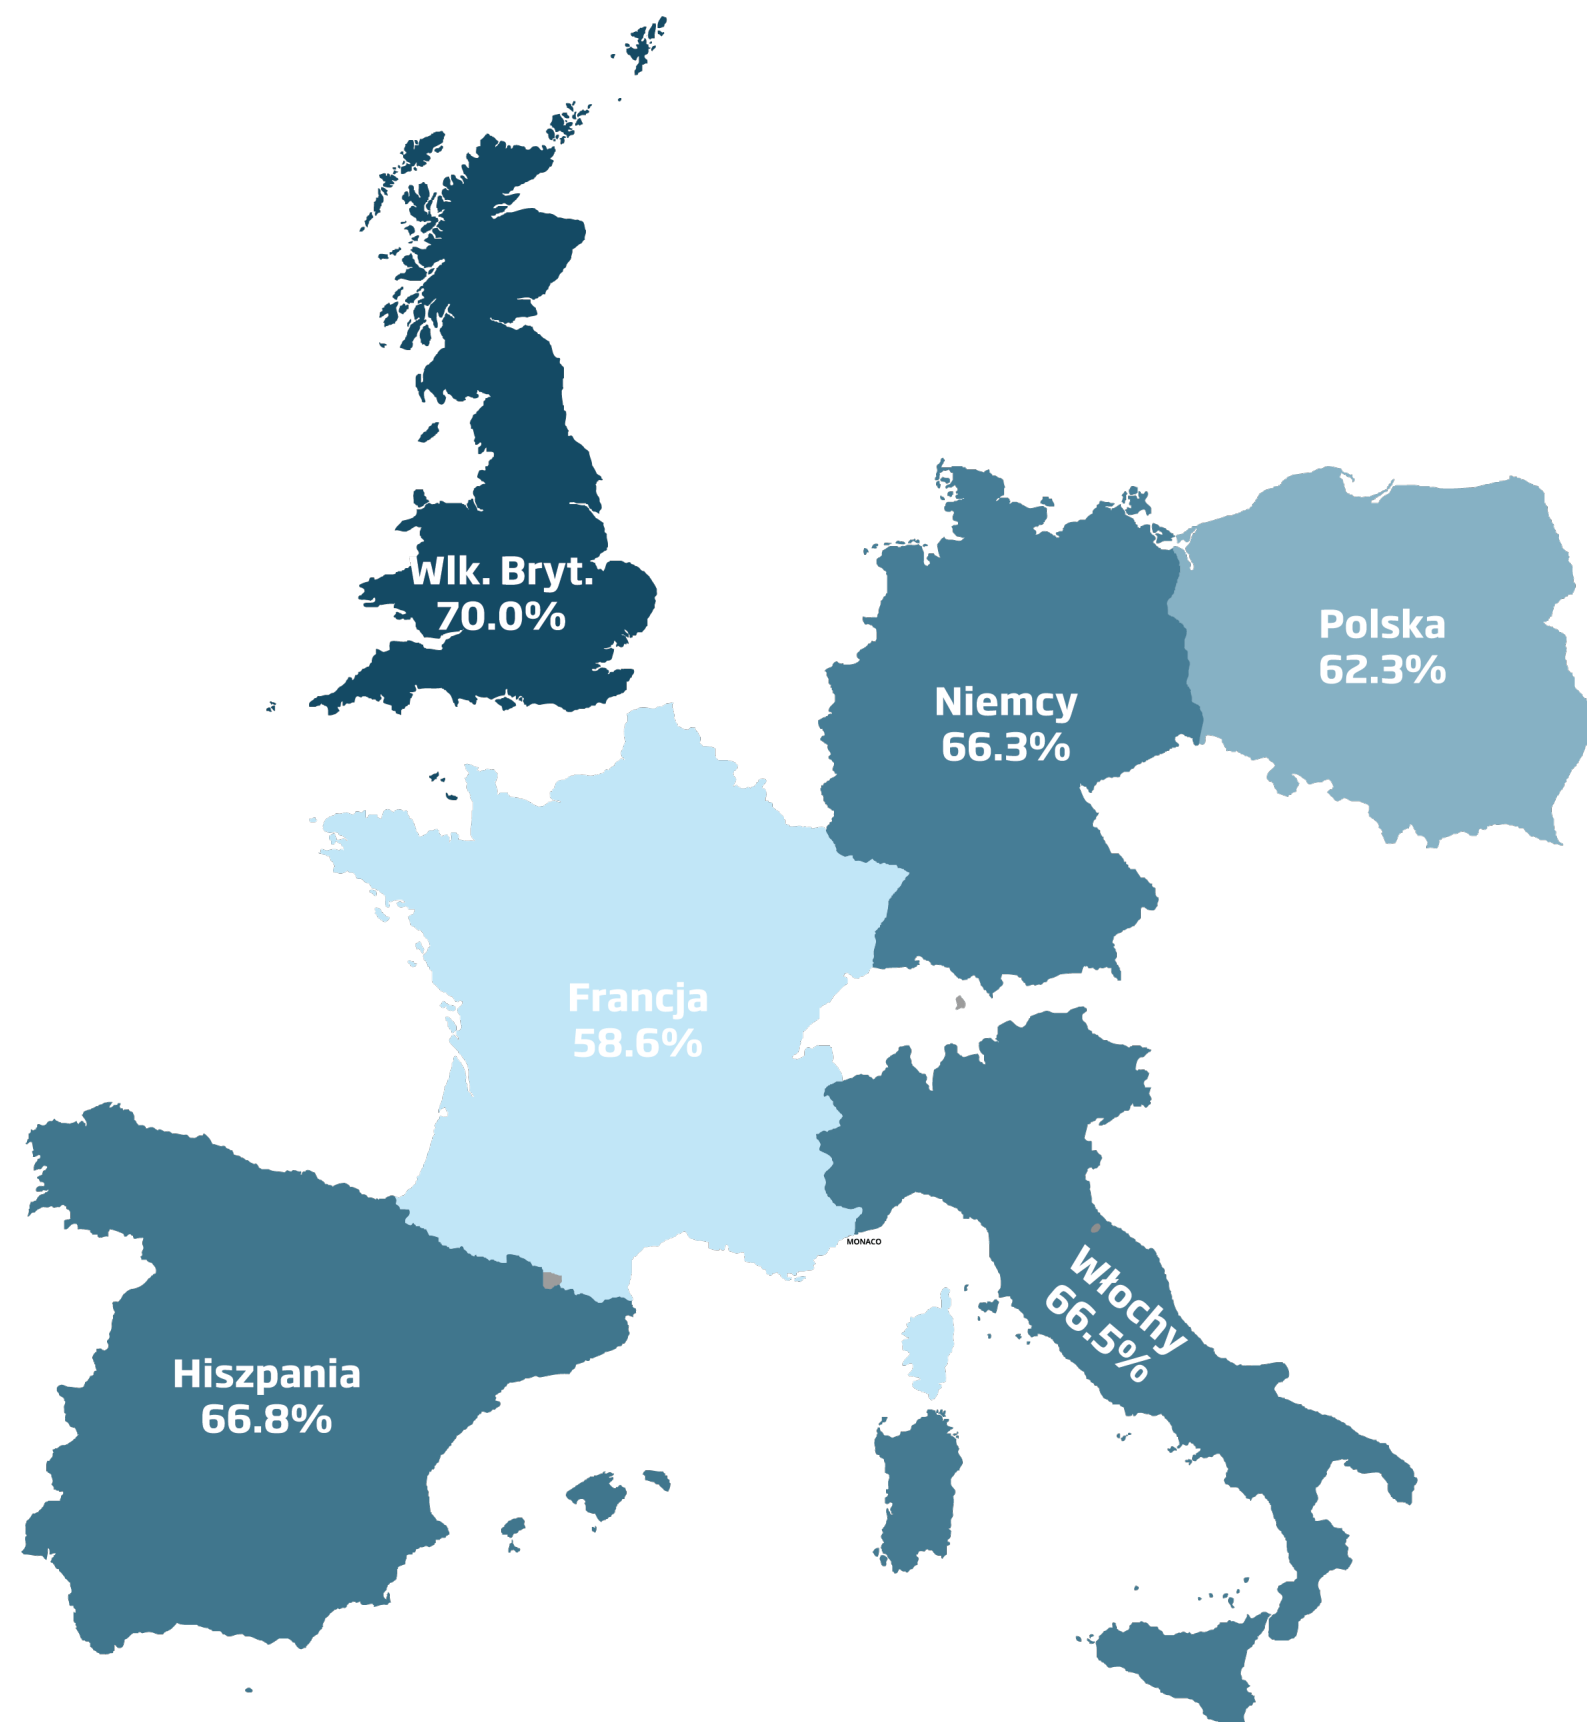 Wlk. Bryt.
70.0%
Polska
62.3%
Niemcy
66.3%
Francja
58.6%
MONACO
Włochy
66.5%
Hiszpania
66.8%